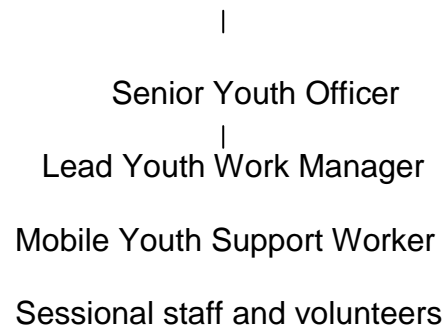 |
Senior Youth Officer
|
Lead Youth Work Manager
Mobile Youth Support Worker
Sessional staff and volunteers